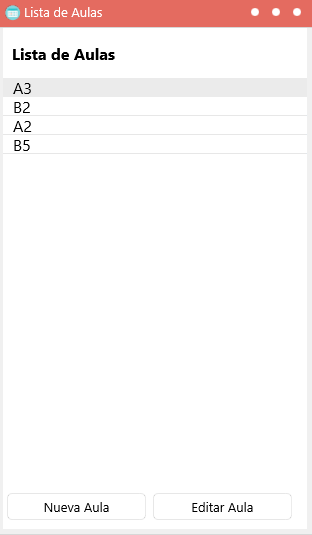 Lista de Aulas
Lista de Aulas
A3
B2
A2
B5
Nueva Aula
Editar Aula